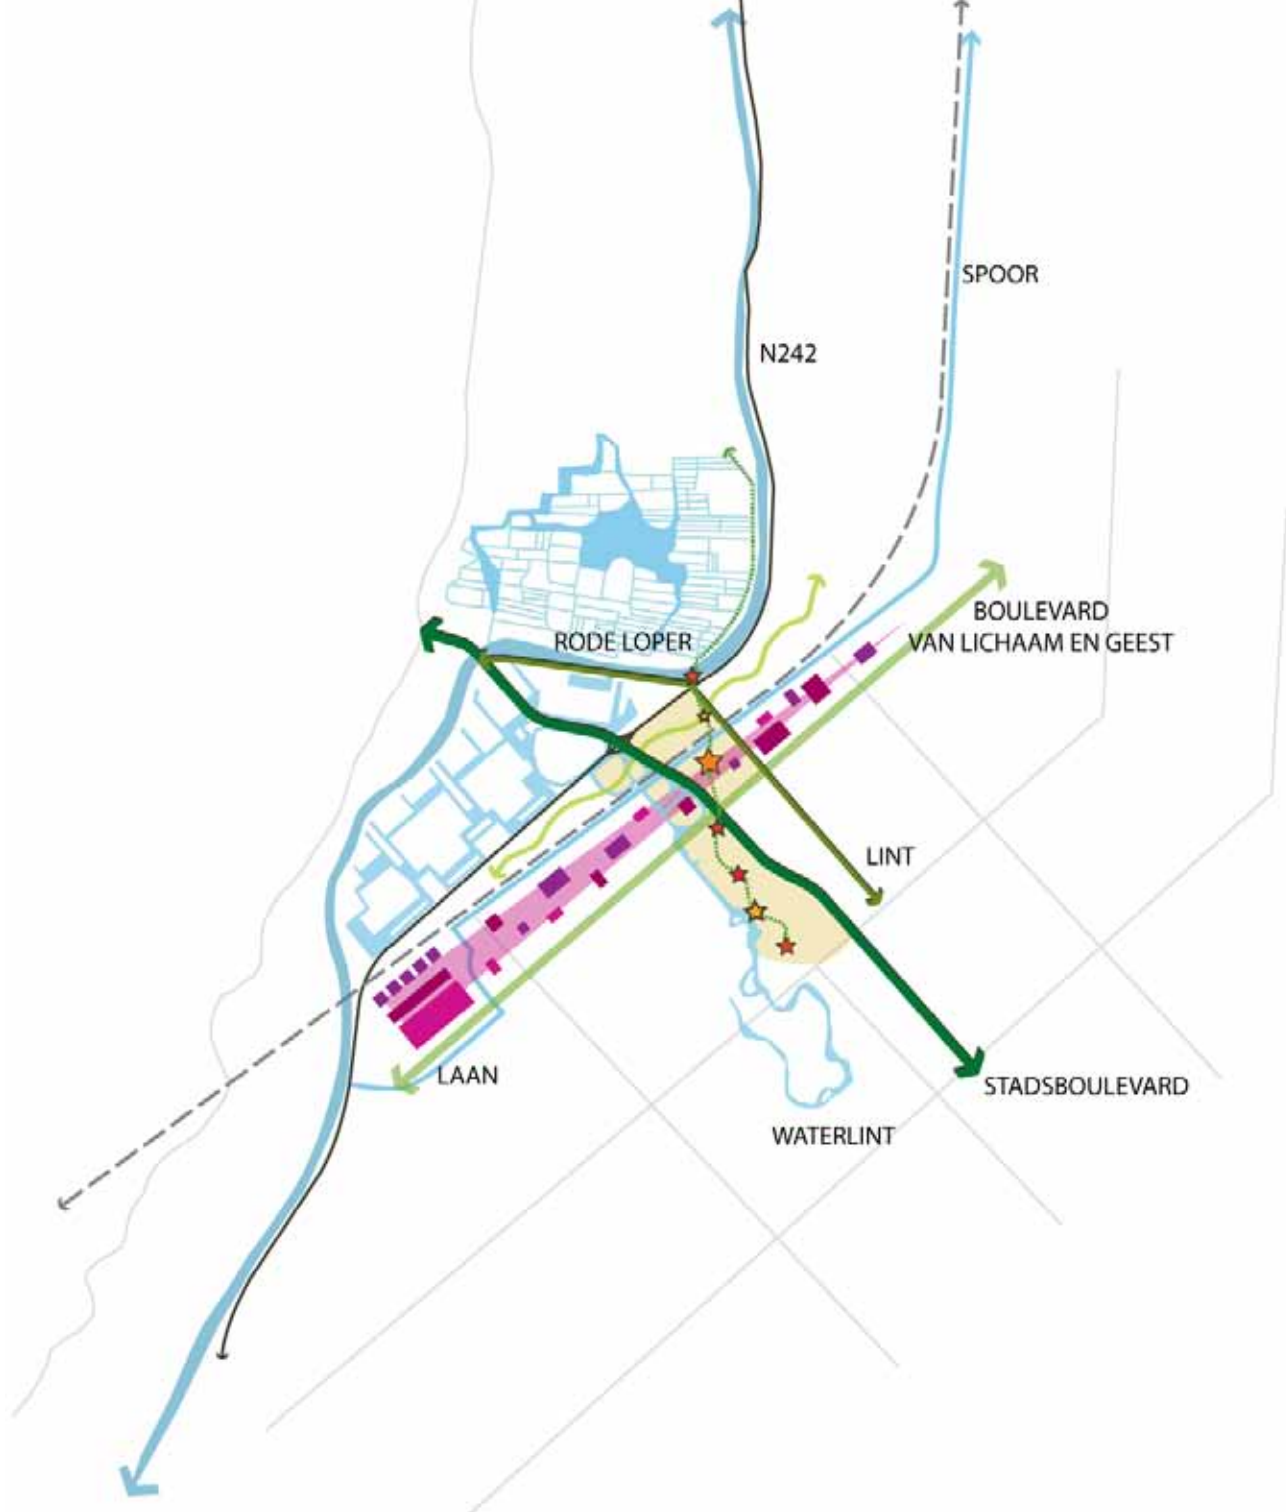 SPOOR
N242
BOULEVARD
VAN LICHAAM EN GEEST
RODE LOPER
LINT
LAAN
STADSBOULEVARD
WATERLINT